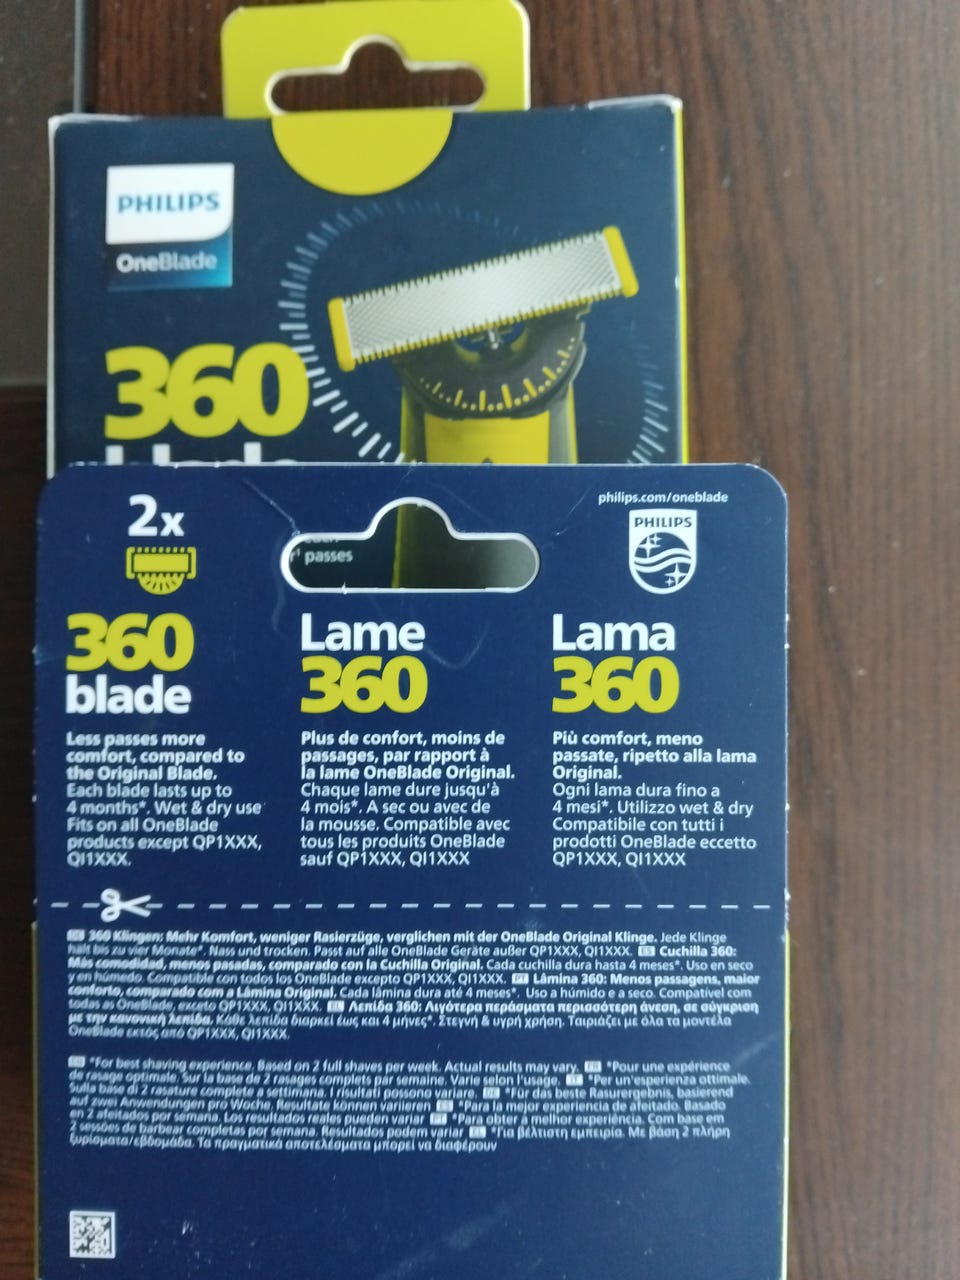 PHILIPS
OneBlade
360
blade
passes
2x
philips.com/oneblade
PHILIPS
360
blade
Less passes more
comfort, compared to
the Original Blade.
Each blade lasts up to
4 months*. Wet & dry use
Fits on all OneBlade
products except QP1XXX,
QI1XXX.
Lame
360
Plus de confort, moins de
passages, par rapport à
la lame OneBlade Original.
Chaque lame dure jusqu'à
4 mois*. A sec ou avec de
la mousse. Compatible avec
tous les produits OneBlade
sauf QP1XXX, QI1XXX
Lama
360
Più comfort, meno
passate, ripetto alla lama
Original.
Ogni lama dura fino a
4 mesi*. Utilizzo wet & dry
Compatibile con tutti i
prodotti OneBlade eccetto
QP1XXX, QI1XXX
360 Klingen: Mehr Komfort, weniger Rasierzüge, verglichen mit der OneBlade Original Klinge. Jede Klinge
hält bis zu vier Monate*. Nass und trocken. Passt auf alle OneBlade Geräte außer QP1XXX, QI1XXX. ES Cuchilla 360:
Más comodidad, menos pasadas, comparado con la Cuchilla Original. Cada cuchilla dura hasta 4 meses*. Uso en seco
y en húmedo. Compatible con todos los OneBlade excepto QP1XXX, QI1XXX. PT Lâmina 360: Menos passagens, maior
conforto, comparado com a Lâmina Original. Cada lâmina dura até 4 meses*. Uso a húmido e a seco. Compatível com
todas as OneBlade, exceto QP1XXX, QI1XXX. EL Λεπίδα 360: Λιγότερα περάσματα περισσότερη άνεση, σε σύγκριση
με την κανονική λεπίδα. Κάθε λεπίδα διαρκεί έως και 4 μήνες*. Στεγνή & υγρή χρήση. Ταιριάζει με όλα τα μοντέλα
OneBlade εκτός από QP1XXX, QI1XXX.
EN *For best shaving experience. Based on 2 full shaves per week. Actual results may vary. FR *Pour une expérience
de rasage optimale. Sur la base de 2 rasages complets par semaine. Varie selon l'usage. IT *Per un'esperienza ottimale.
Sulla base di 2 rasature complete a settimana. I risultati possono variare. DE *Für das beste Rasurergebnis, basierend
auf zwei Anwendungen pro Woche. Resultate können variieren ES *Para la mejor experiencia de afeitado. Basado
en 2 afeitados por semana. Los resultados reales pueden variar PT *Para obter a melhor experiência. Com base em
2 sessões de barbear completas por semana. Resultados podem variar EL *Για βέλτιστη εμπειρία. Με βάση 2 πλήρη
ξυρίσματα/εβδομάδα. Τα πραγματικά αποτελέσματα μπορεί να διαφέρουν